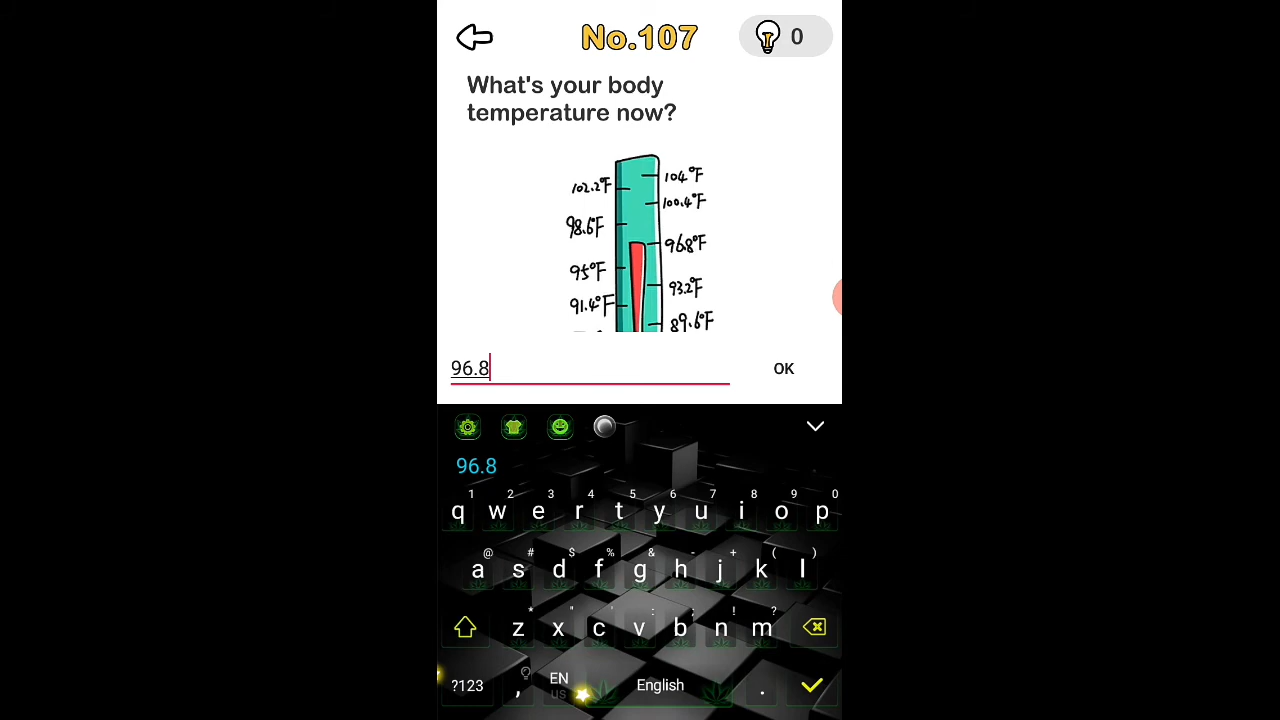 No.107
0
What's your body
temperature now?
102.2°F
104°F
100.4°F
98.6°F
96.8°F
95°F
93.2°F
91.4°F
89.6°F
96.8
OK
96.8
1 2 3 4 5 6 7 8 9 0
q w e r t y u i o p
@ # $ % & - + ( )
a s d f g h j k l
* " ' : ; ! ?
z x c v b n m
?123 , EN US English .